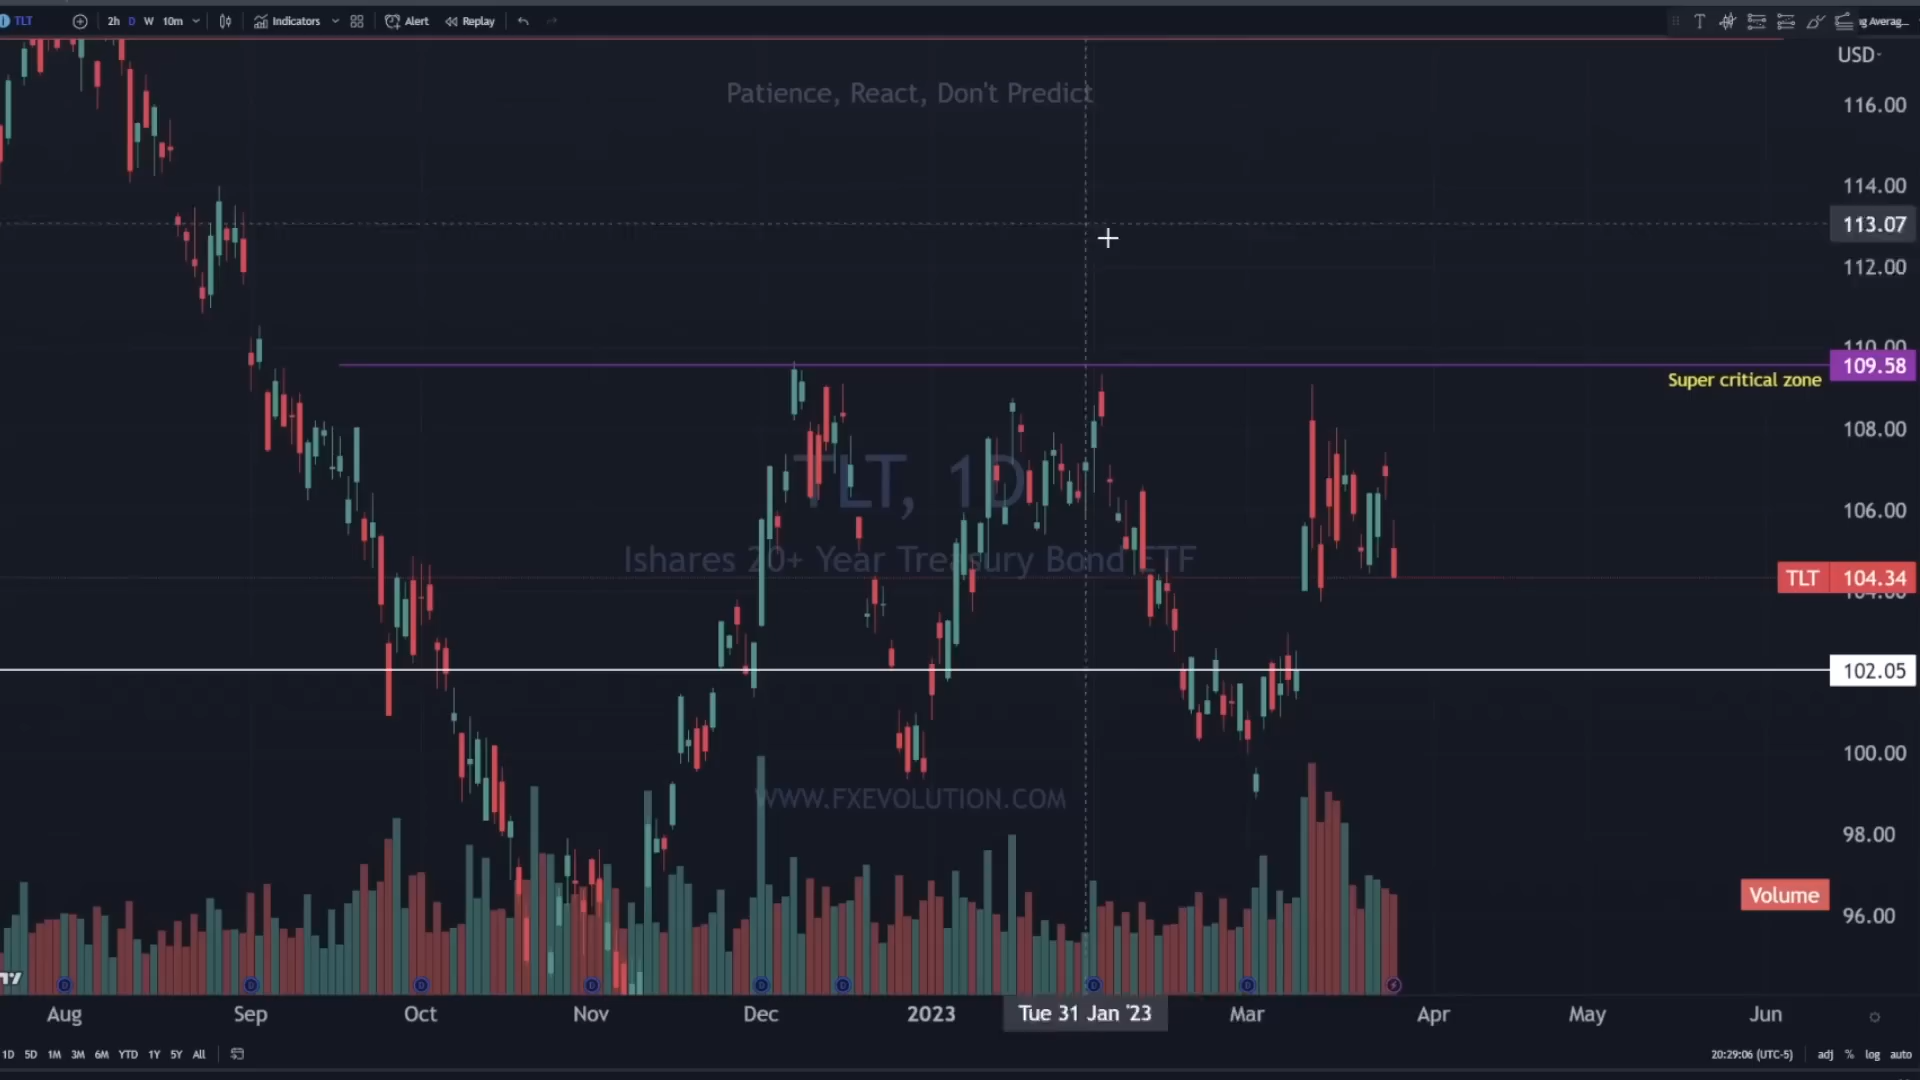 TLT 2h D W 10m Indicators Alert Replay
g Averag...
USD
Patience, React, Don't Predict
116.00
114.00
113.07
112.00
110.00
109.58
Super critical zone
108.00
TLT, 1D
106.00
Ishares 20+ Year Treasury Bond ETF
TLT 104.34
104.00
102.05
100.00
WWW.FXEVOLUTION.COM
98.00
Volume
96.00
Aug Sep Oct Nov Dec 2023 Tue 31 Jan '23 Mar Apr May Jun
1D 5D 1M 3M 6M YTD 1Y 5Y All 20:29:06 (UTC-5) adj % log auto